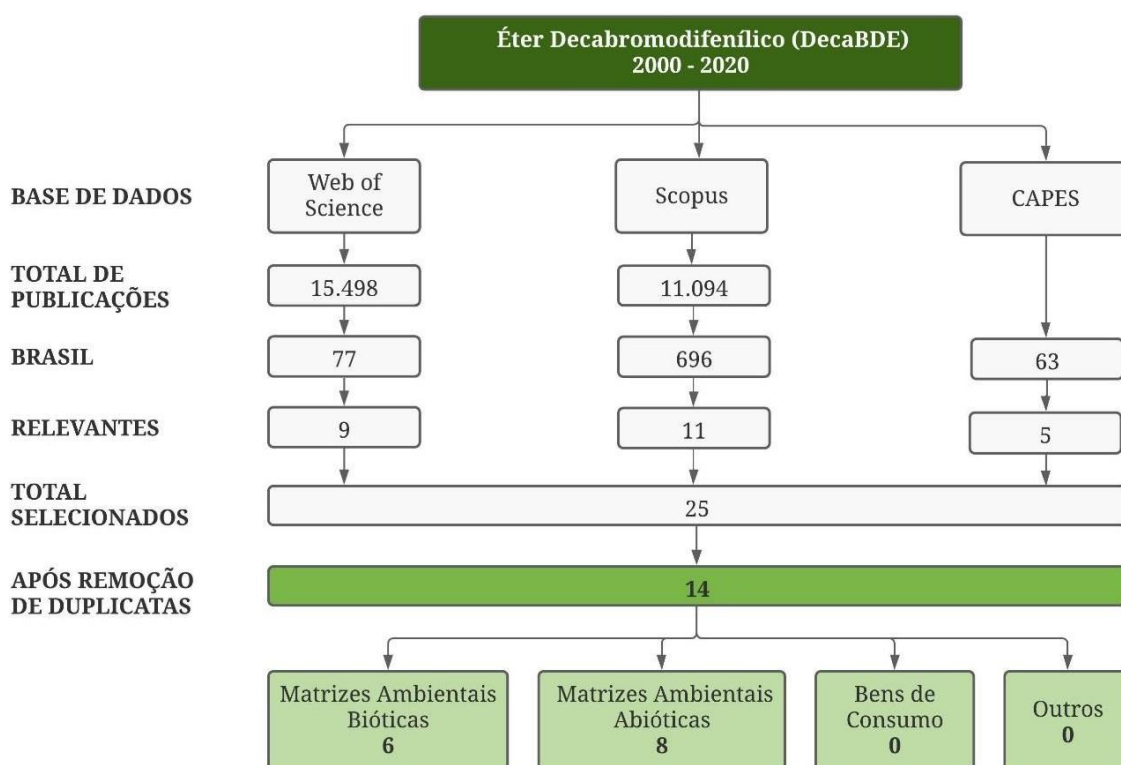 Éter Decabromodifenílico (DecaBDE)
2000 - 2020
BASE DE DADOS
Web of
Science
Scopus
CAPES
TOTAL DE
PUBLICAÇÕES
15.498
11.094
BRASIL
77
696
63
RELEVANTES
9
11
5
TOTAL
SELECIONADOS
25
APÓS REMOÇÃO
DE DUPLICATAS
14
Matrizes Ambientais
Bióticas
6
Matrizes Ambientais
Abióticas
8
Bens de
Consumo
0
Outros
0